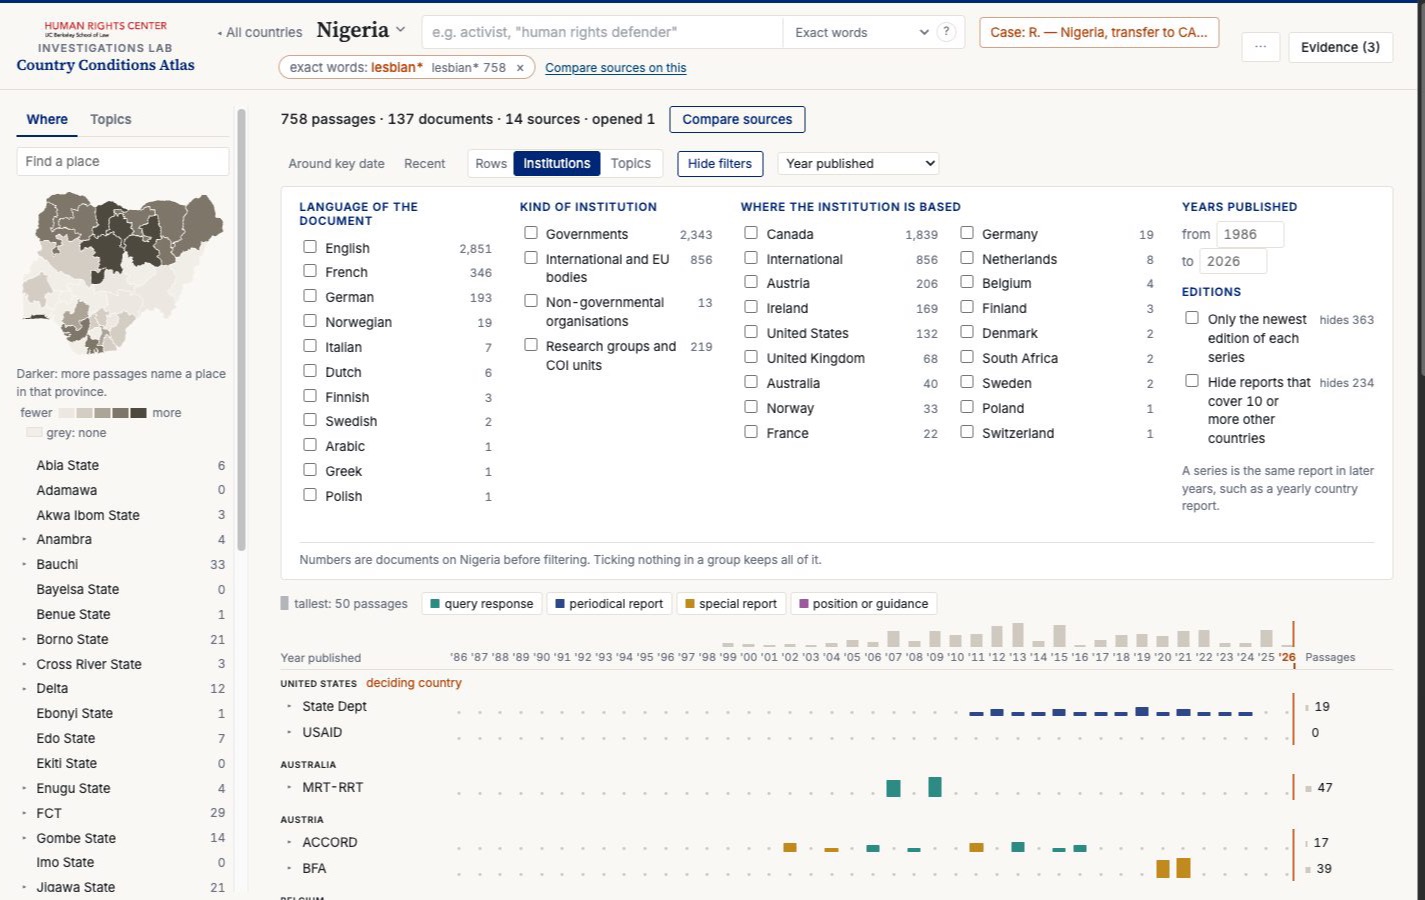 HUMAN RIGHTS CENTER
UC Berkeley School of Law
INVESTIGATIONS LAB
Country Conditions Atlas
All countries
Nigeria
e.g. activist, "human rights defender"
Exact words
?
Case: R. — Nigeria, transfer to CA...
...
Evidence (3)
exact words: lesbian* lesbian* 758 ×
Compare sources on this
Where
Topics
Find a place
Darker: more passages name a place
in that province.
fewer
more
grey: none
Abia State 6
Adamawa 0
Akwa Ibom State 3
Anambra 4
Bauchi 33
Bayelsa State 0
Benue State 1
Borno State 21
Cross River State 3
Delta 12
Ebonyi State 1
Edo State 7
Ekiti State 0
Enugu State 4
FCT 29
Gombe State 14
Imo State 0
Jigawa State 21
758 passages · 137 documents · 14 sources · opened 1
Compare sources
Around key date
Recent
Rows
Institutions
Topics
Hide filters
Year published
LANGUAGE OF THE
DOCUMENT
English 2,851
French 346
German 193
Norwegian 19
Italian 7
Dutch 6
Finnish 3
Swedish 2
Arabic 1
Greek 1
Polish 1
KIND OF INSTITUTION
Governments 2,343
International and EU 856
bodies
Non-governmental 13
organisations
Research groups and 219
COI units
WHERE THE INSTITUTION IS BASED
Canada 1,839
International 856
Austria 206
Ireland 169
United States 132
United Kingdom 68
Australia 40
Norway 33
France 22
Germany 19
Netherlands 8
Belgium 4
Finland 3
Denmark 2
South Africa 2
Sweden 2
Poland 1
Switzerland 1
YEARS PUBLISHED
from 1986
to 2026
EDITIONS
Only the newest hides 363
edition of each
series
Hide reports that hides 234
cover 10 or
more other
countries
A series is the same report in later
years, such as a yearly country
report.
Numbers are documents on Nigeria before filtering. Ticking nothing in a group keeps all of it.
tallest: 50 passages
query response
periodical report
special report
position or guidance
Year published
'86 '87 '88 '89 '90 '91 '92 '93 '94 '95 '96 '97 '98 '99 '00 '01 '02 '03 '04 '05 '06 '07 '08 '09 '10 '11 '12 '13 '14 '15 '16 '17 '18 '19 '20 '21 '22 '23 '24 '25 '26
Passages
UNITED STATES deciding country
State Dept 19
USAID 0
AUSTRALIA
MRT-RRT 47
AUSTRIA
ACCORD 17
BFA 39
BELGIUM